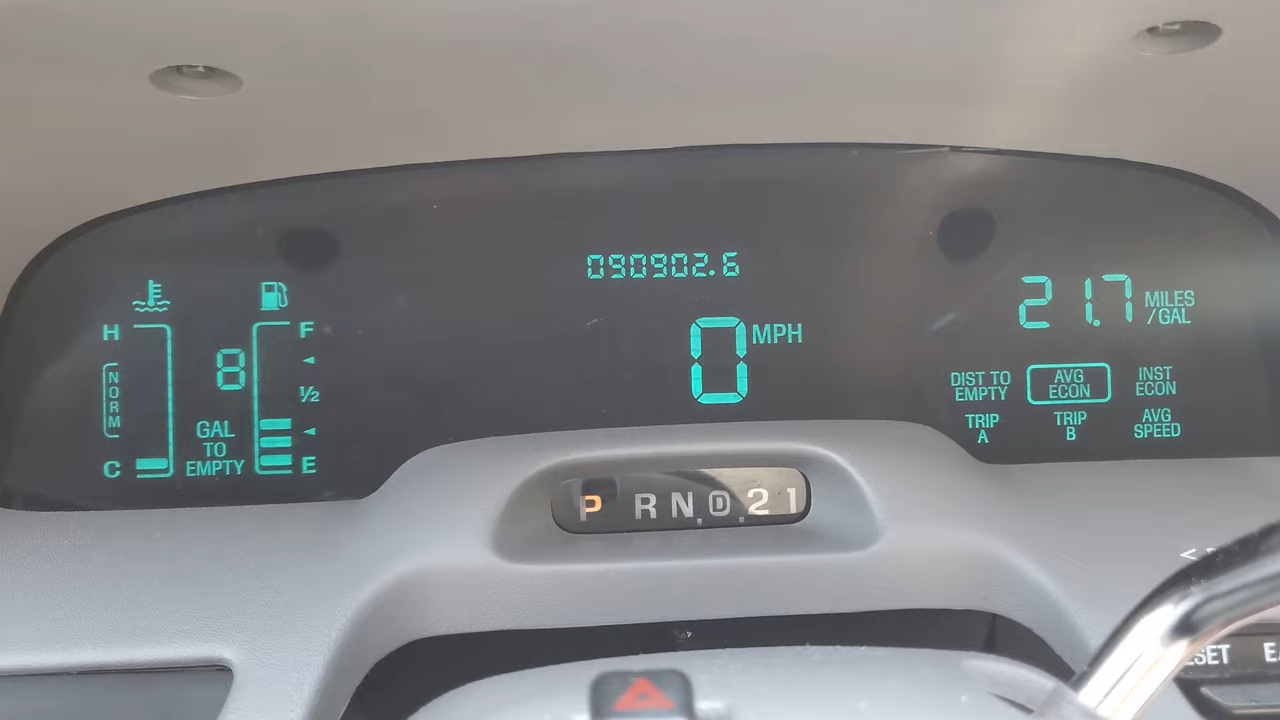 090902.6
0 MPH
21.7 MILES
/GAL
H
NORM
C
8
GAL
TO
EMPTY
F
1/2
E
DIST TO
EMPTY
AVG
ECON
INST
ECON
TRIP
A
TRIP
B
AVG
SPEED
P R N D 2 1